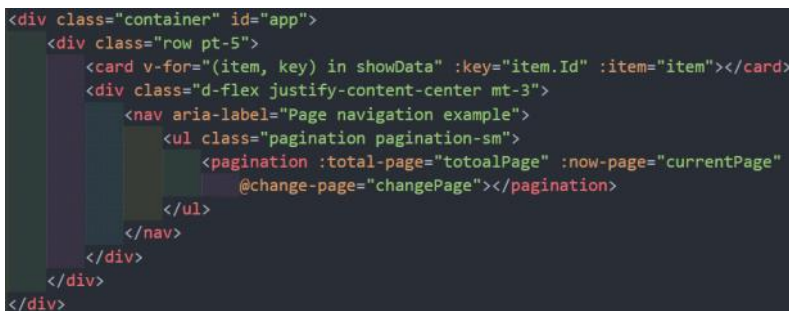 <div class="container" id="app">
<div class="row pt-5">
<card v-for="(item, key) in showData" :key="item.Id" :item="item"></card>
<div class="d-flex justify-content-center mt-3">
<nav aria-label="Page navigation example">
<ul class="pagination pagination-sm">
<pagination :total-page="totoalPage" :now-page="currentPage"
@change-page="changePage"></pagination>
</ul>
</nav>
</div>
</div>
</div>